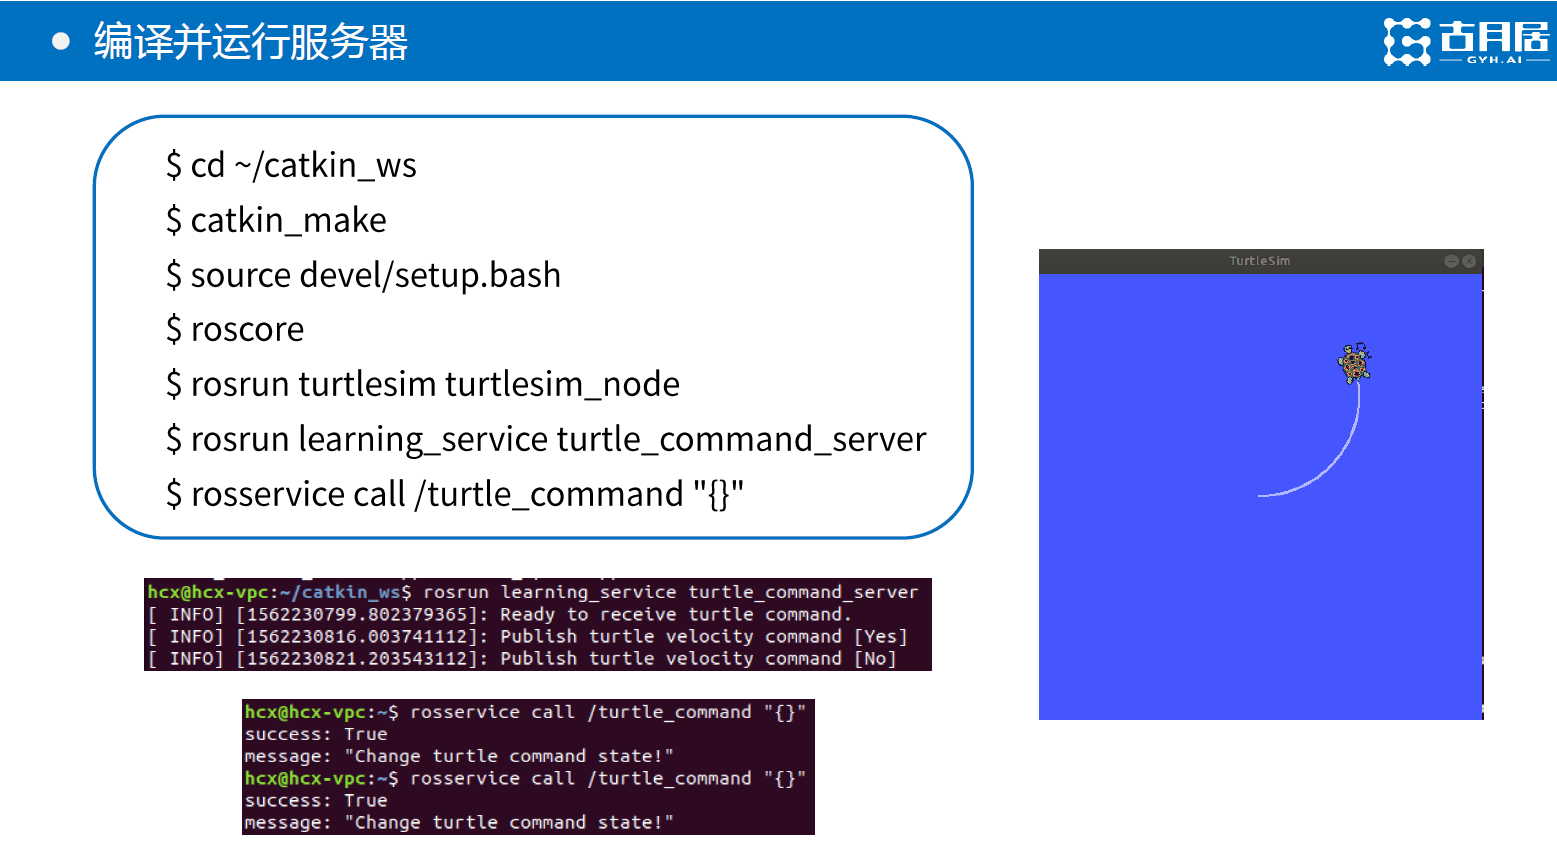 编译并运行服务器
古月居
GYH.AI
$ cd ~/catkin_ws
$ catkin_make
$ source devel/setup.bash
$ roscore
$ rosrun turtlesim turtlesim_node
$ rosrun learning_service turtle_command_server
$ rosservice call /turtle_command "{}"
TurtleSim
hcx@hcx-vpc:~/catkin_ws$ rosrun learning_service turtle_command_server
[ INFO] [1562230799.802379365]: Ready to receive turtle command.
[ INFO] [1562230816.003741112]: Publish turtle velocity command [Yes]
[ INFO] [1562230821.203543112]: Publish turtle velocity command [No]
hcx@hcx-vpc:~$ rosservice call /turtle_command "{}"
success: True
message: "Change turtle command state!"
hcx@hcx-vpc:~$ rosservice call /turtle_command "{}"
success: True
message: "Change turtle command state!"